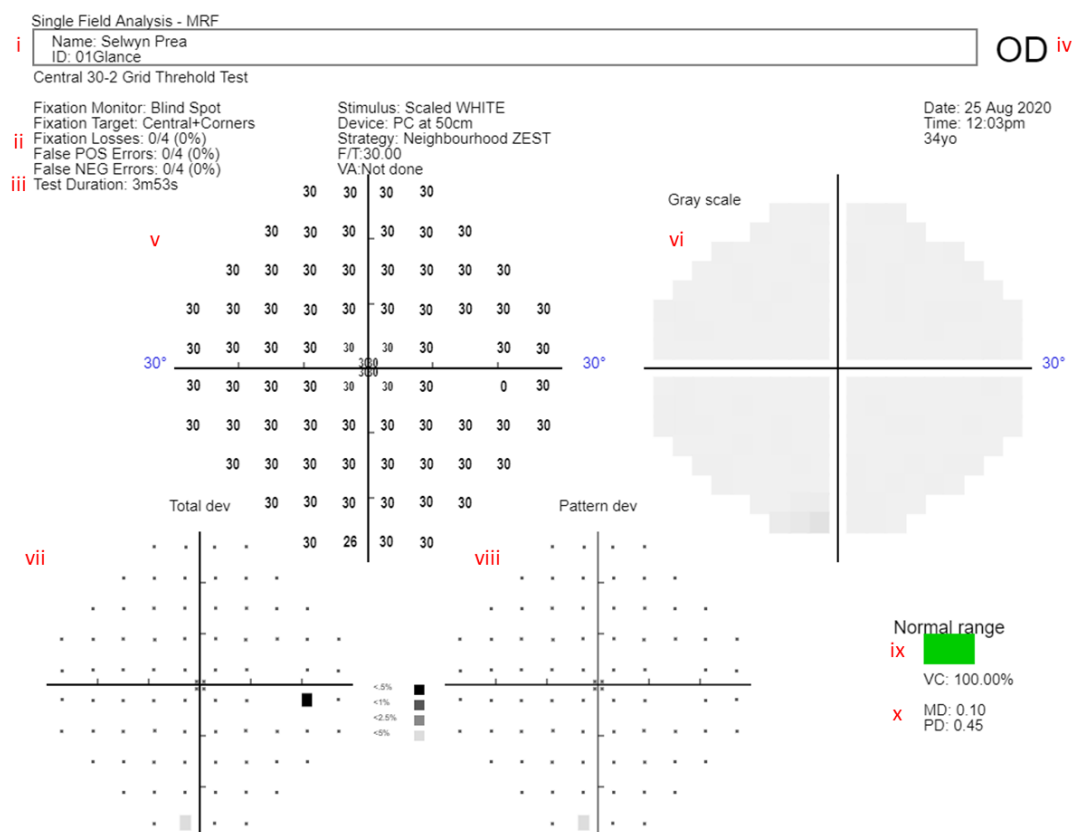 Single Field Analysis - MRF
i
Name: Selwyn Prea
ID: 01Glance
OD
iv
Central 30-2 Grid Threhold Test
Fixation Monitor: Blind Spot
Fixation Target: Central+Corners
ii
Fixation Losses: 0/4 (0%)
False POS Errors: 0/4 (0%)
False NEG Errors: 0/4 (0%)
iii
Test Duration: 3m53s
Stimulus: Scaled WHITE
Device: PC at 50cm
Strategy: Neighbourhood ZEST
F/T:30.00
VA:Not done
Date: 25 Aug 2020
Time: 12:03pm
34yo
v
30 30 30 30
30 30 30 30 30 30
30 30 30 30 30 30 30 30
30 30 30 30 30 30 30 30 30 30
30 30 30 30 30 30 30 30 30
30 30
30°
30°
30 30
30 30 30 30 30 30 30 0 30
30 30 30 30 30 30 30 30 30 30
30 30 30 30 30 30 30 30
30 30 30 30 30 30
30 26 30 30
Gray scale
vi
30°
Total dev
vii
<.5%
<1%
<2.5%
<5%
Pattern dev
viii
Normal range
ix
VC: 100.00%
x
MD: 0.10
PD: 0.45